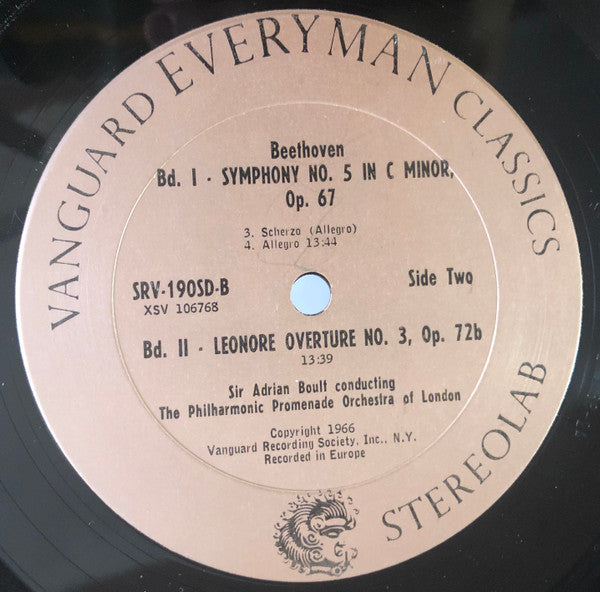 VANGUARD EVERYMAN CLASSICS
Beethoven
Bd. I - SYMPHONY NO. 5 IN C MINOR,
Op. 67
3. Scherzo (Allegro)
4. Allegro 13:44
SRV-190SD-B
XSV 106768
Side Two
Bd. II - LEONORE OVERTURE NO. 3, Op. 72b
13:39
Sir Adrian Boult conducting
The Philharmonic Promenade Orchestra of London
Copyright 1966
Vanguard Recording Society, Inc., N.Y.
Recorded in Europe
STEREOLAB